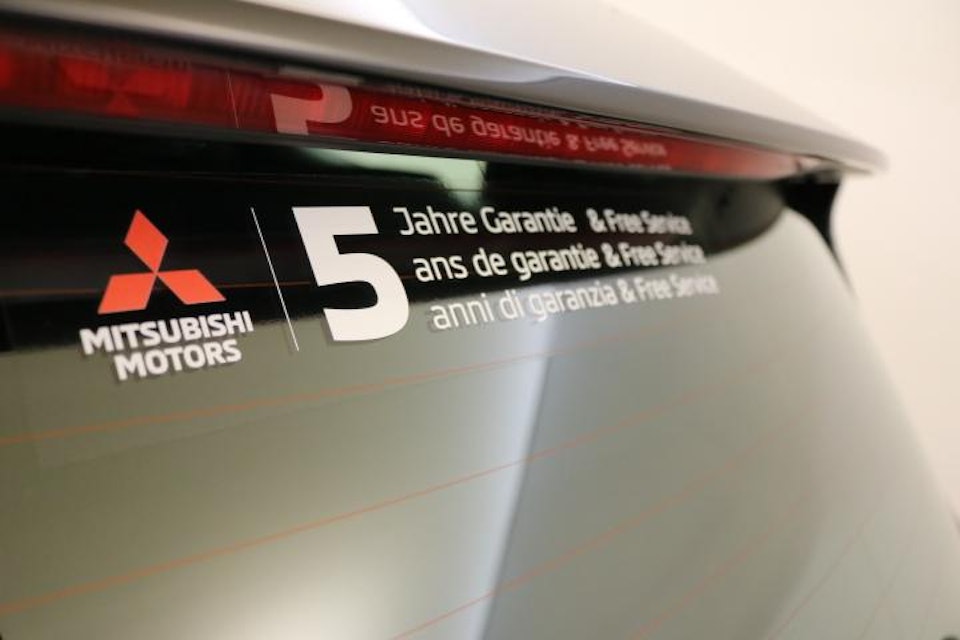 MITSUBISHI
MOTORS
5
Jahre Garantie & Free Service
ans de garantie & Free Service
anni di garanzia & Free Service